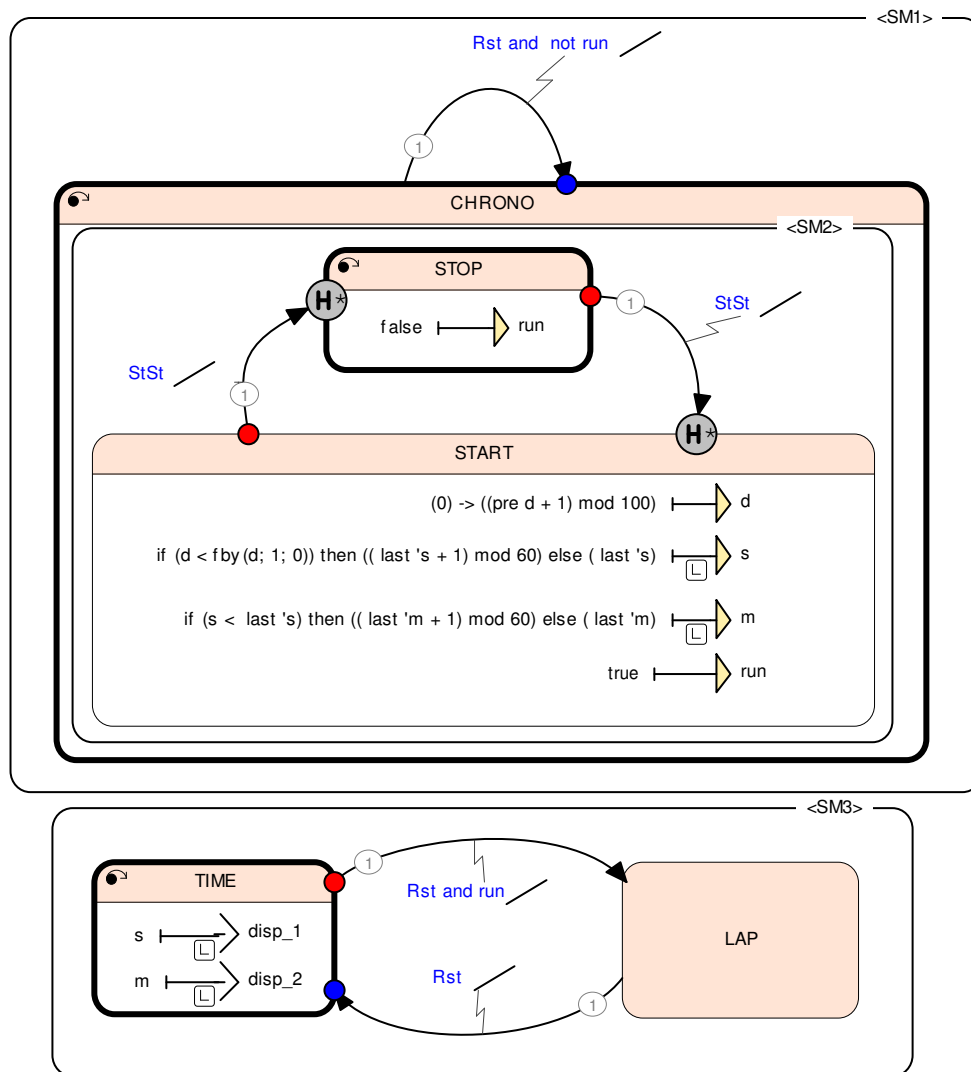 <SM1>
Rst and not run
1
CHRONO
<SM2>
STOP
H*
false run
1
StSt
StSt
1
H*
START
(0) -> ((pre d + 1) mod 100) d
if (d < fby(d; 1; 0)) then (( last 's + 1) mod 60) else ( last 's) s
L
if (s < last 's) then (( last 'm + 1) mod 60) else ( last 'm) m
L
true run
<SM3>
1
TIME
Rst and run
s disp_1
L
LAP
m disp_2
L
Rst
1